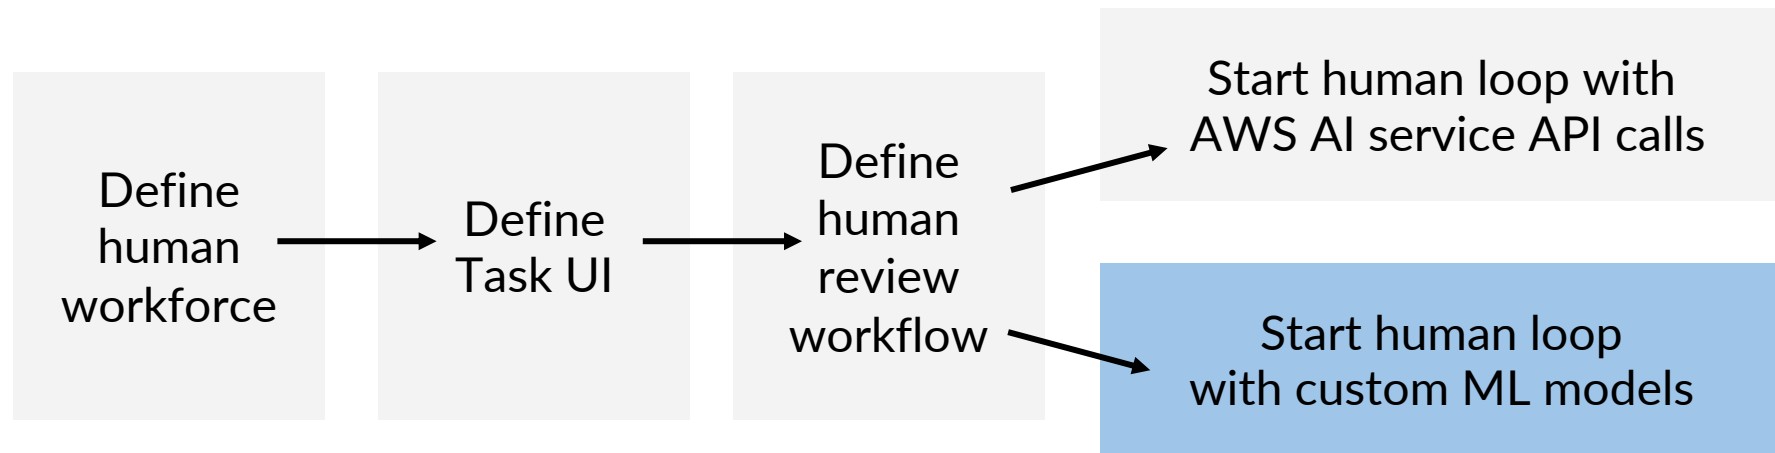 Define
human
workforce
Define
Task UI
Define
human
review
workflow
Start human loop with
AWS AI service API calls
Start human loop
with custom ML models